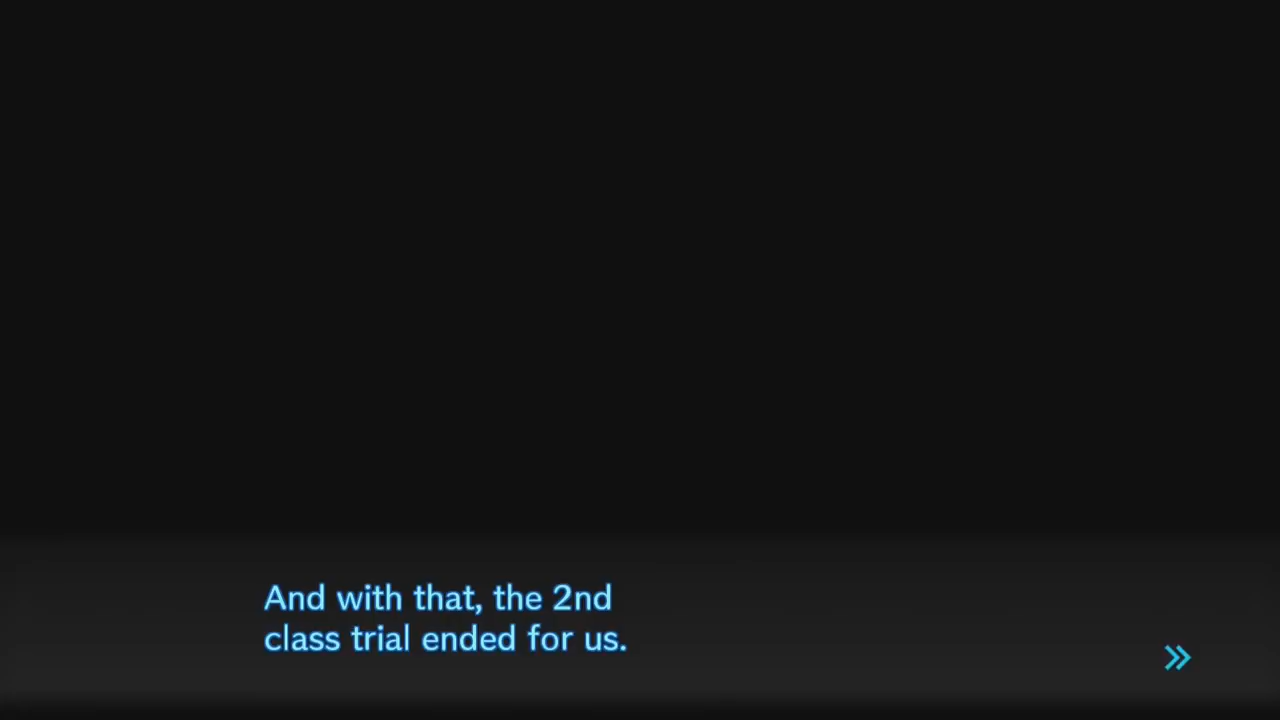 And with that, the 2nd
class trial ended for us.